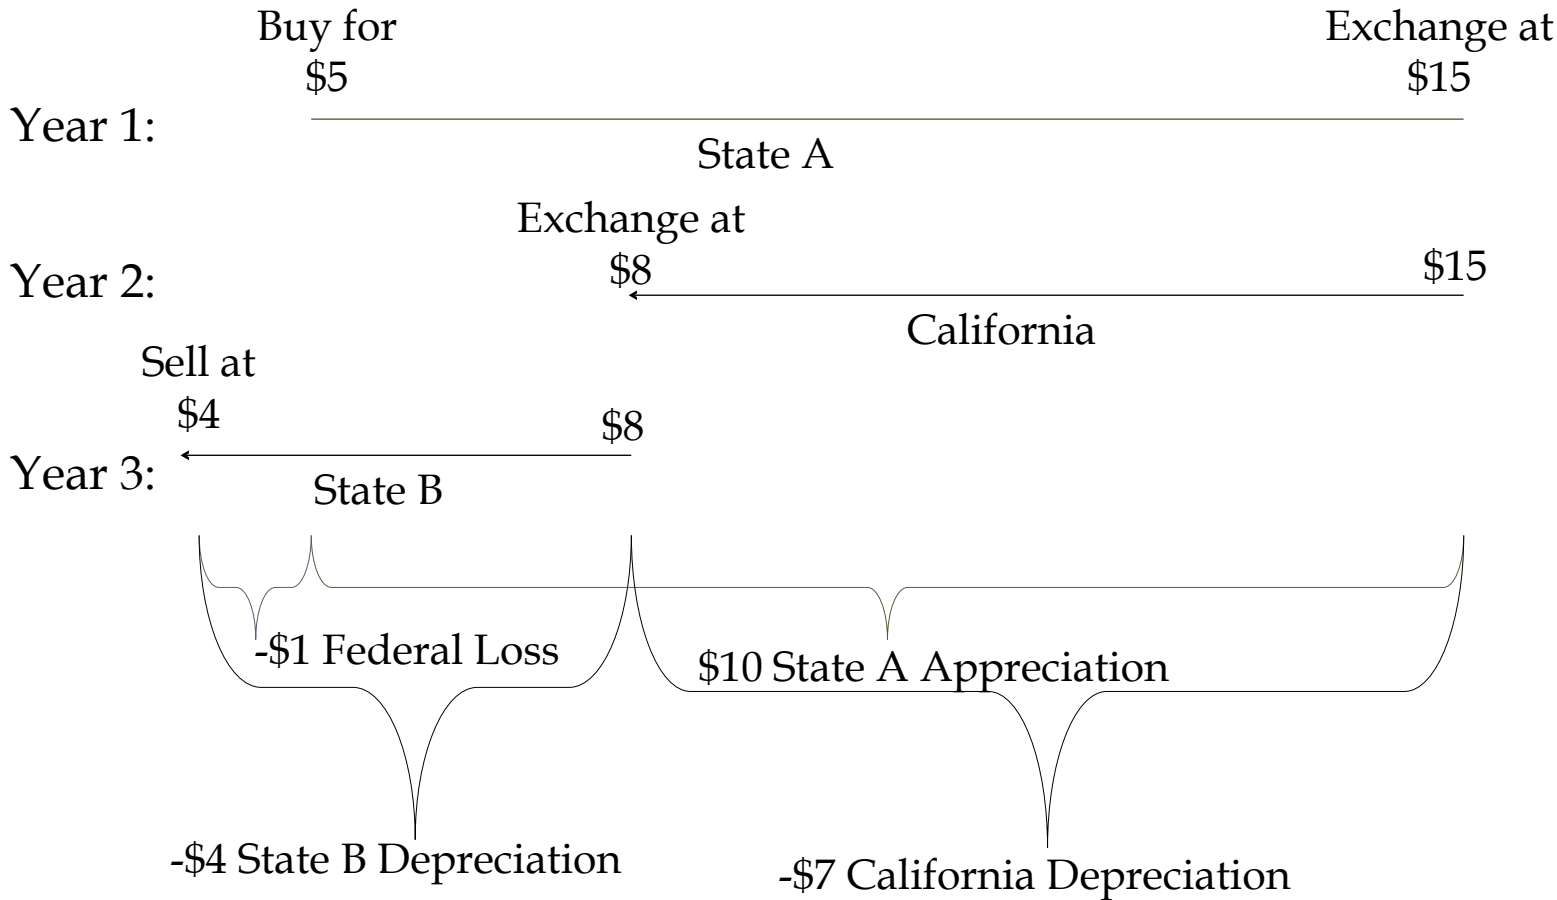 Buy for
$5
Exchange at
$15
Year 1:
State A
Exchange at
$8
$15
Year 2:
California
Sell at
$4
$8
Year 3:
State B
-$1 Federal Loss
$10 State A Appreciation
-$4 State B Depreciation
-$7 California Depreciation